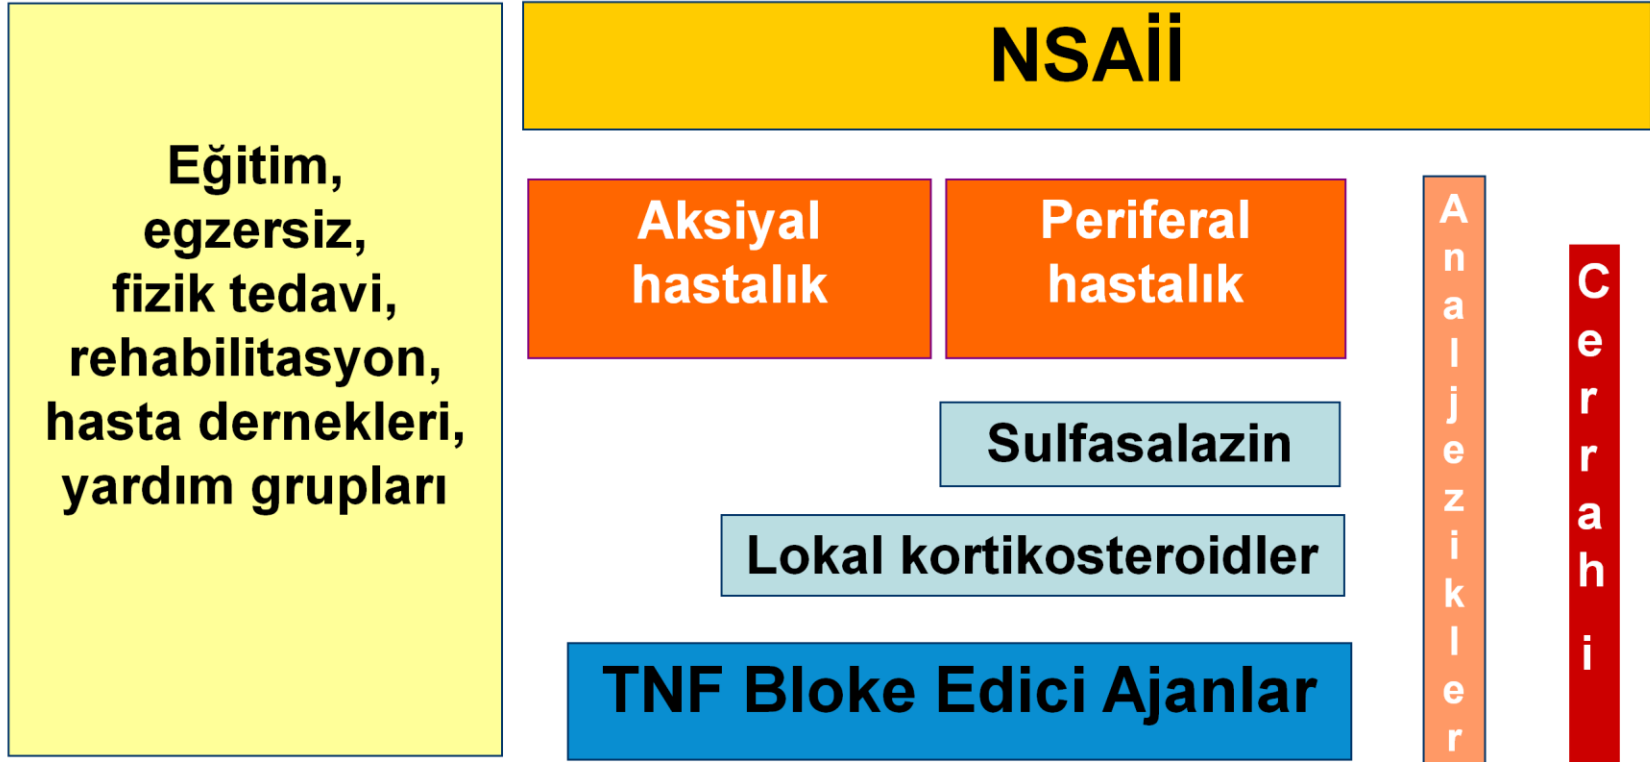 Eğitim,
egzersiz,
fizik tedavi,
rehabilitasyon,
hasta dernekleri,
yardım grupları
NSAİİ
Aksiyal
hastalık
Periferal
hastalık
Sulfasalazin
Lokal kortikosteroidler
TNF Bloke Edici Ajanlar
Analjezikler
Cerrahi